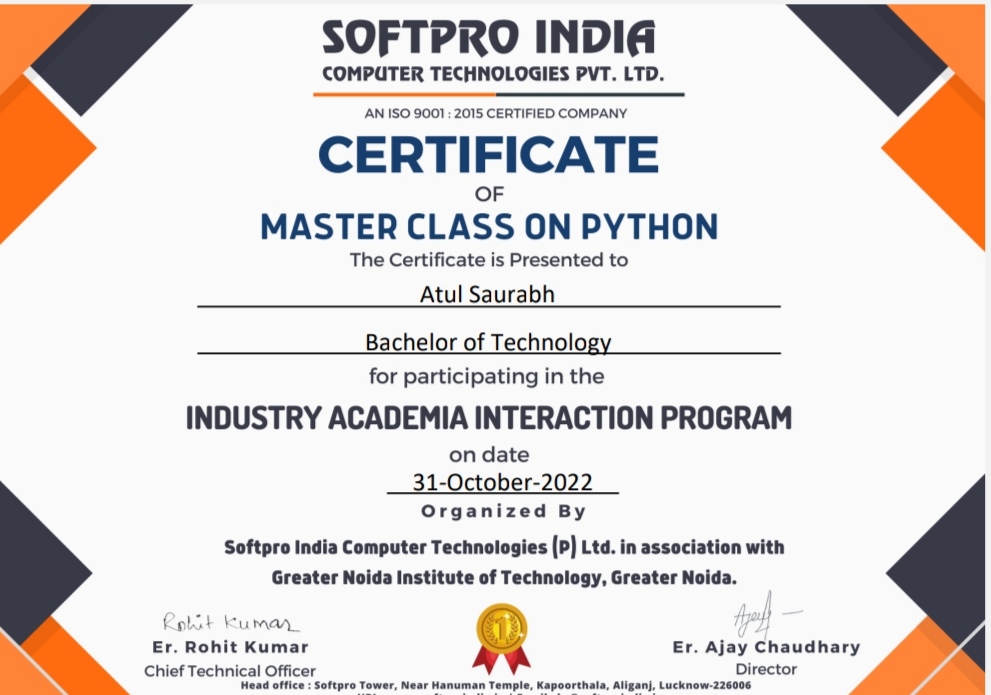 SOFTPRO INDIA
COMPUTER TECHNOLOGIES PVT. LTD.
AN ISO 9001 : 2015 CERTIFIED COMPANY
CERTIFICATE
OF
MASTER CLASS ON PYTHON
The Certificate is Presented to
Atul Saurabh
Bachelor of Technology
for participating in the
INDUSTRY ACADEMIA INTERACTION PROGRAM
on date
31-October-2022
Organized By
Softpro India Computer Technologies (P) Ltd. in association with
Greater Noida Institute of Technology, Greater Noida.
Rohit Kumar
Er. Rohit Kumar
Chief Technical Officer
1
Er. Ajay Chaudhary
Director
Head office : Softpro Tower, Near Hanuman Temple, Kapoorthala, Aliganj, Lucknow-226006